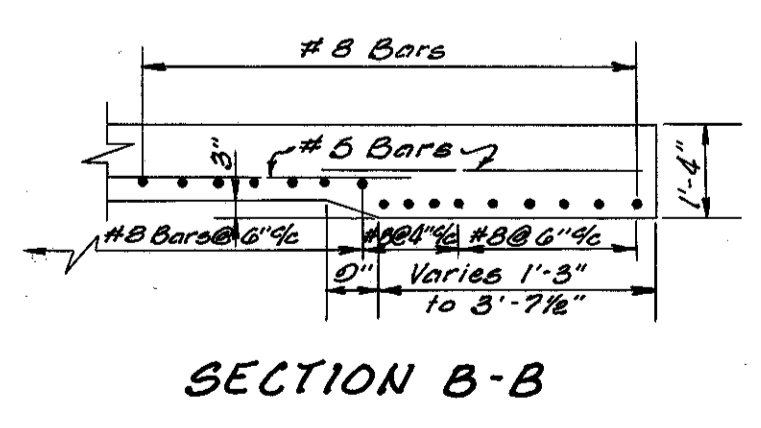 # 8 Bars
3"
# 5 Bars
1'-4"
#8 Bars@ 6"c/c
#8@4"c/c
#8@ 6"c/c
9"
Varies 1'-3"
to 3'-7½"
SECTION B-B